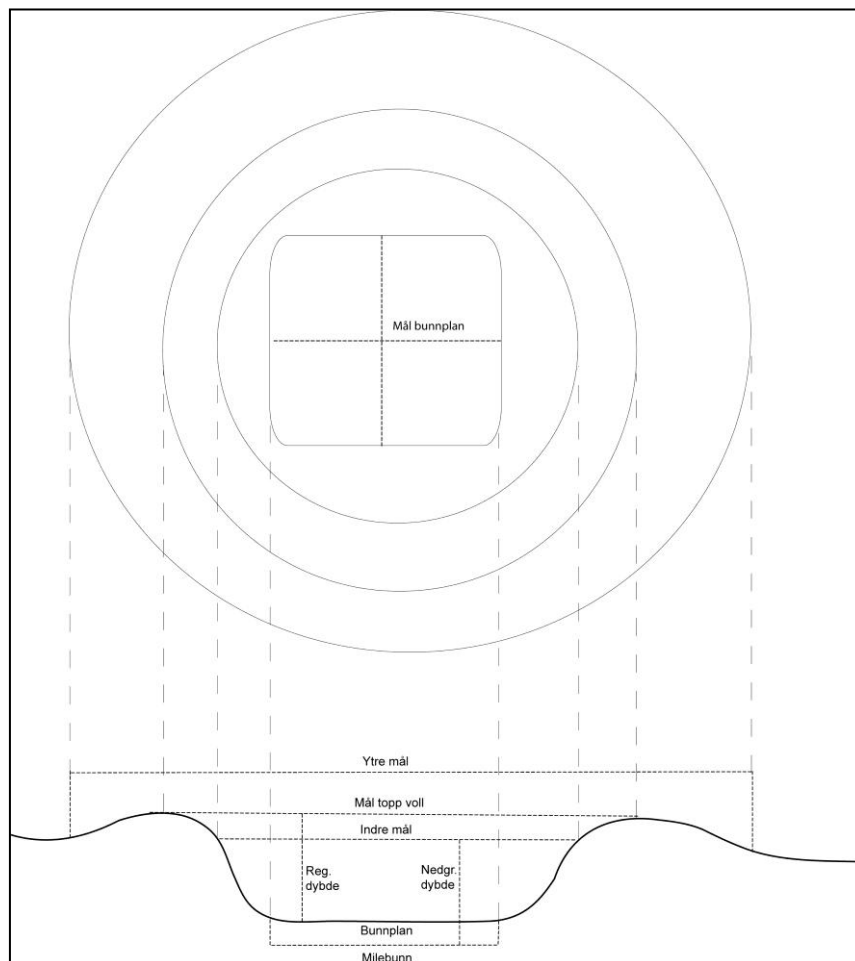 Mål bunnplan
Ytre mål
Mål topp voll
Indre mål
Reg.
dybde
Nedgr.
dybde
Bunnplan
Milebunn